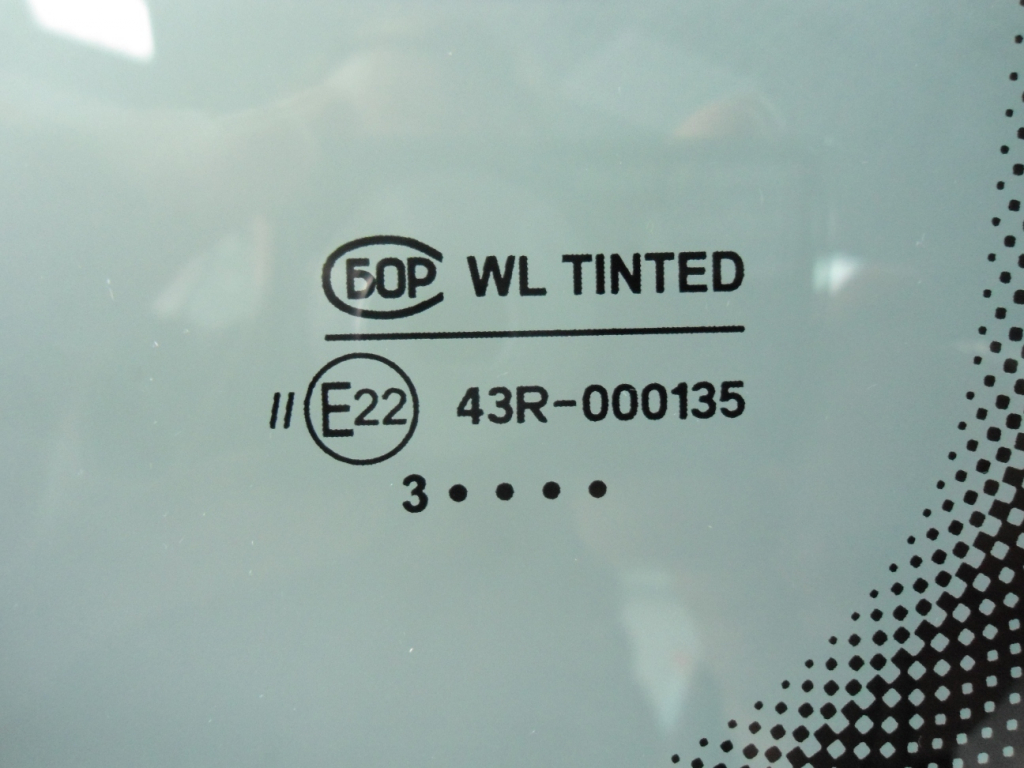 БОР WL TINTED
II E22 43R-000135
3 • • • •